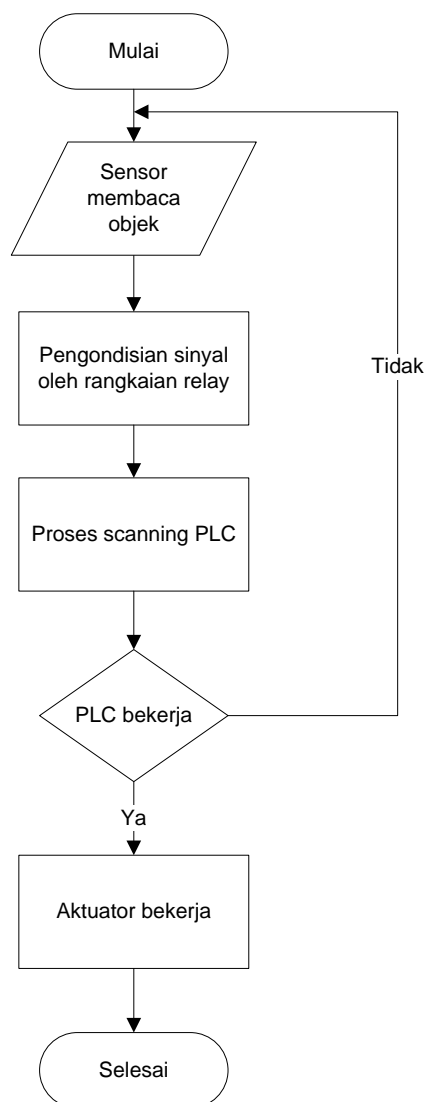 Mulai
Sensor
membaca
objek
Pengondisian sinyal
oleh rangkaian relay
Tidak
Proses scanning PLC
PLC bekerja
Ya
Aktuator bekerja
Selesai